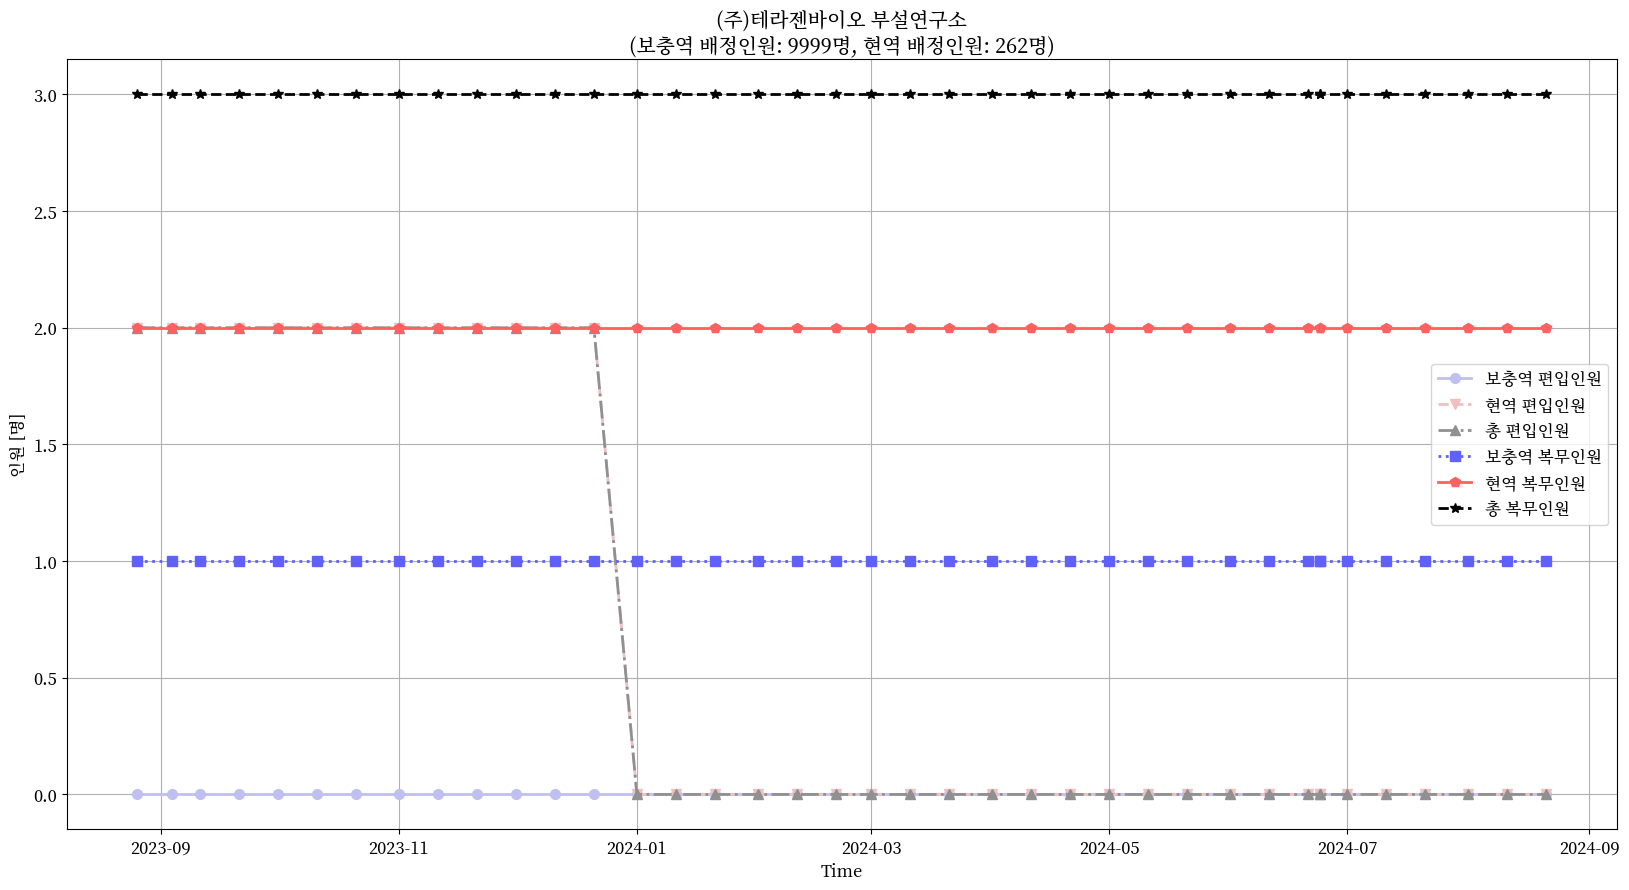 (주)테라젠바이오 부설연구소
(보충역 배정인원: 9999명, 현역 배정인원: 262명)
인원 [명]
3.0
2.5
2.0
1.5
1.0
0.5
0.0
보충역 편입인원
현역 편입인원
총 편입인원
보충역 복무인원
현역 복무인원
총 복무인원
2023-09
2023-11
2024-01
2024-03
2024-05
2024-07
2024-09
Time